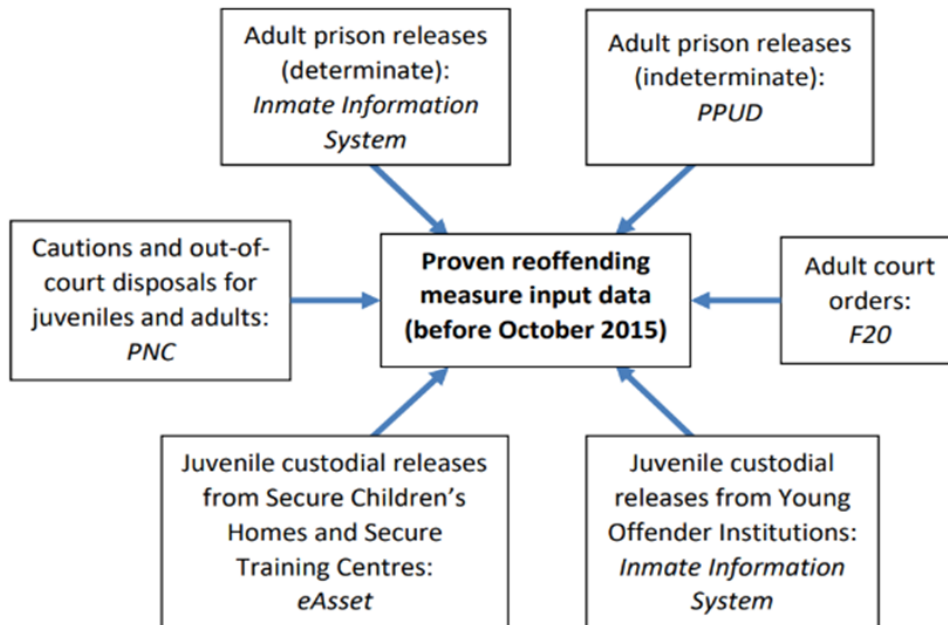 Adult prison releases
(determinate):
Inmate Information
System
Adult prison releases
(indeterminate):
PPUD
Cautions and out-of-
court disposals for
juveniles and adults:
PNC
Proven reoffending
measure input data
(before October 2015)
Adult court
orders:
F20
Juvenile custodial releases
from Secure Children’s
Homes and Secure
Training Centres:
eAsset
Juvenile custodial
releases from Young
Offender Institutions:
Inmate Information
System